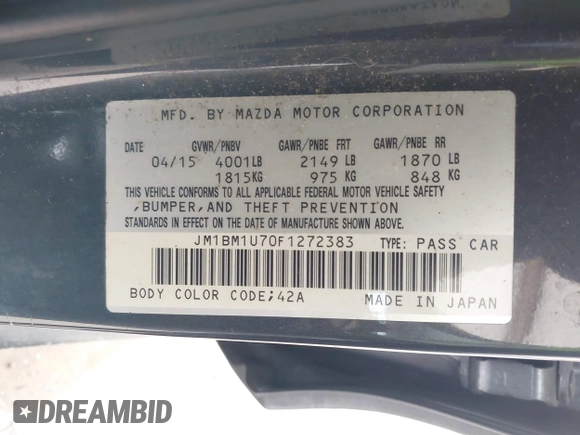 MFD. BY MAZDA MOTOR CORPORATION
DATE GVWR/PNBV GAWR/PNBE FRT GAWR/PNBE RR
04/15 4001LB 2149 LB 1870 LB
1815KG 975 KG 848 KG
THIS VEHICLE CONFORMS TO ALL APPLICABLE FEDERAL MOTOR VEHICLE SAFETY
,BUMPER,AND THEFT PREVENTION
STANDARDS IN EFFECT ON THE DATE OF MANUFACTURE SHOWN ABOVE.
JM1BM1U70F1272383 TYPE: PASS CAR
BODY COLOR CODE;42A MADE IN JAPAN
DREAMBID